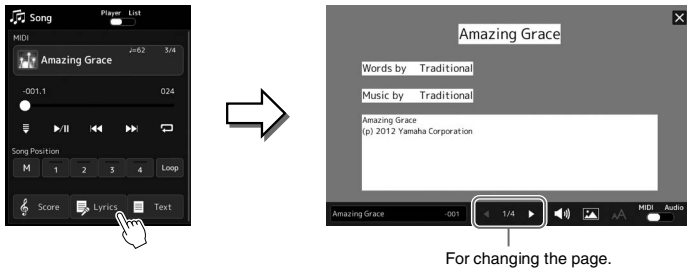 Song
Player List
MIDI
♩=62 3/4
Amazing Grace
-001.1 024
Song Position
M 1 2 3 4 Loop
Score Lyrics Text
Amazing Grace
Words by Traditional
Music by Traditional
Amazing Grace
(p) 2012 Yamaha Corporation
Amazing Grace -001 1/4 AA MIDI Audio
For changing the page.